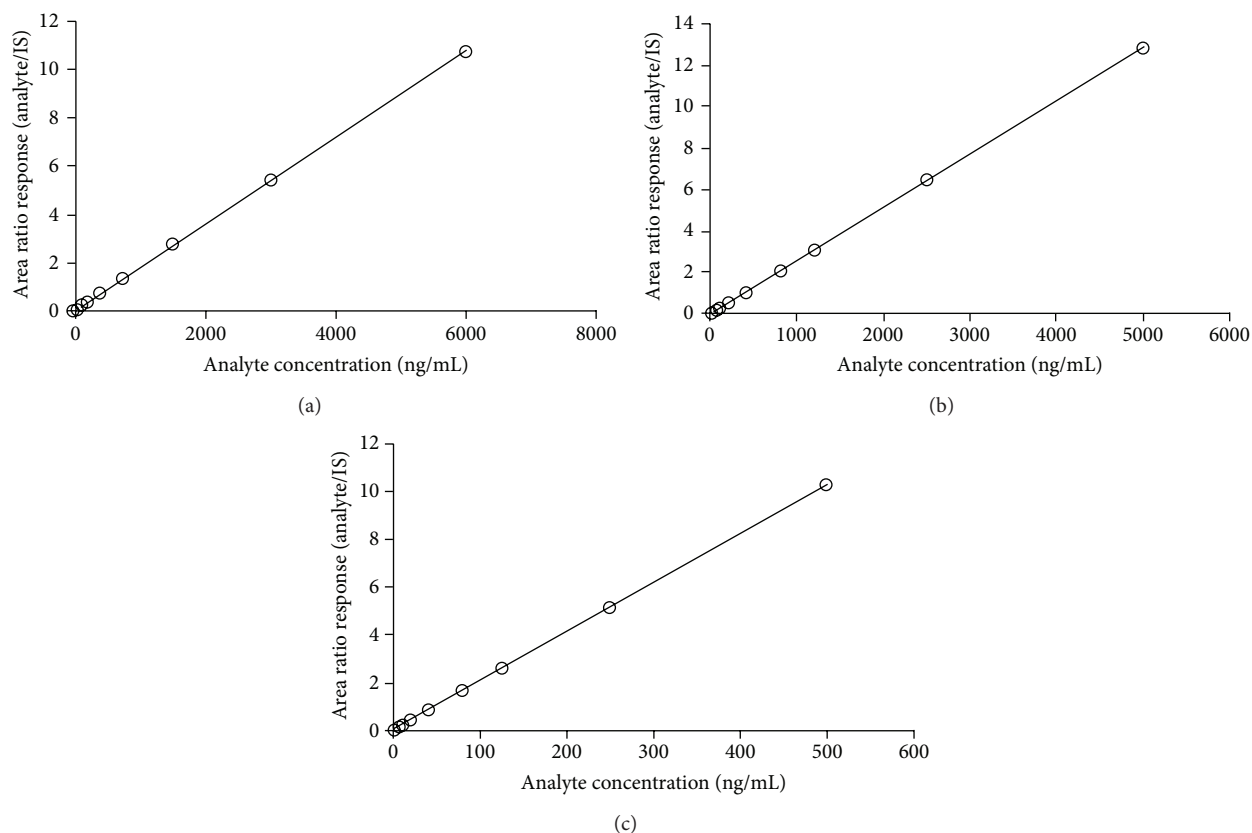 12
10
8
6
4
2
0
Area ratio response (analyte/IS)
0 2000 4000 6000 8000
Analyte concentration (ng/mL)
(a)
14
12
10
8
6
4
2
0
Area ratio response (analyte/IS)
0 1000 2000 3000 4000 5000 6000
Analyte concentration (ng/mL)
(b)
12
10
8
6
4
2
0
Area ratio response (analyte/IS)
0 100 200 300 400 500 600
Analyte concentration (ng/mL)
(c)